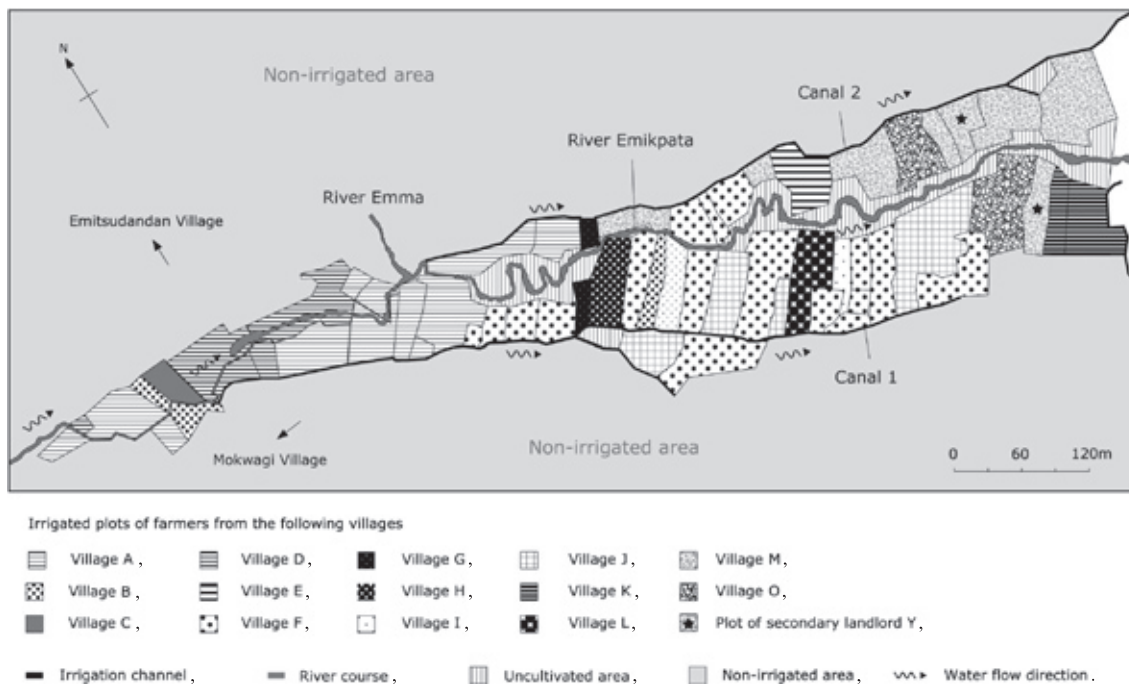 N
Non-irrigated area
Canal 2
River Emikpata
River Emma
Emitsudandan Village
Canal 1
Mokwagi Village
Non-irrigated area
0 60 120m
Irrigated plots of farmers from the following villages
Village A, Village D, Village G, Village J, Village M,
Village B, Village E, Village H, Village K, Village O,
Village C, Village F, Village I, Village L, Plot of secondary landlord Y,
Irrigation channel, River course, Uncultivated area, Non-irrigated area, Water flow direction.